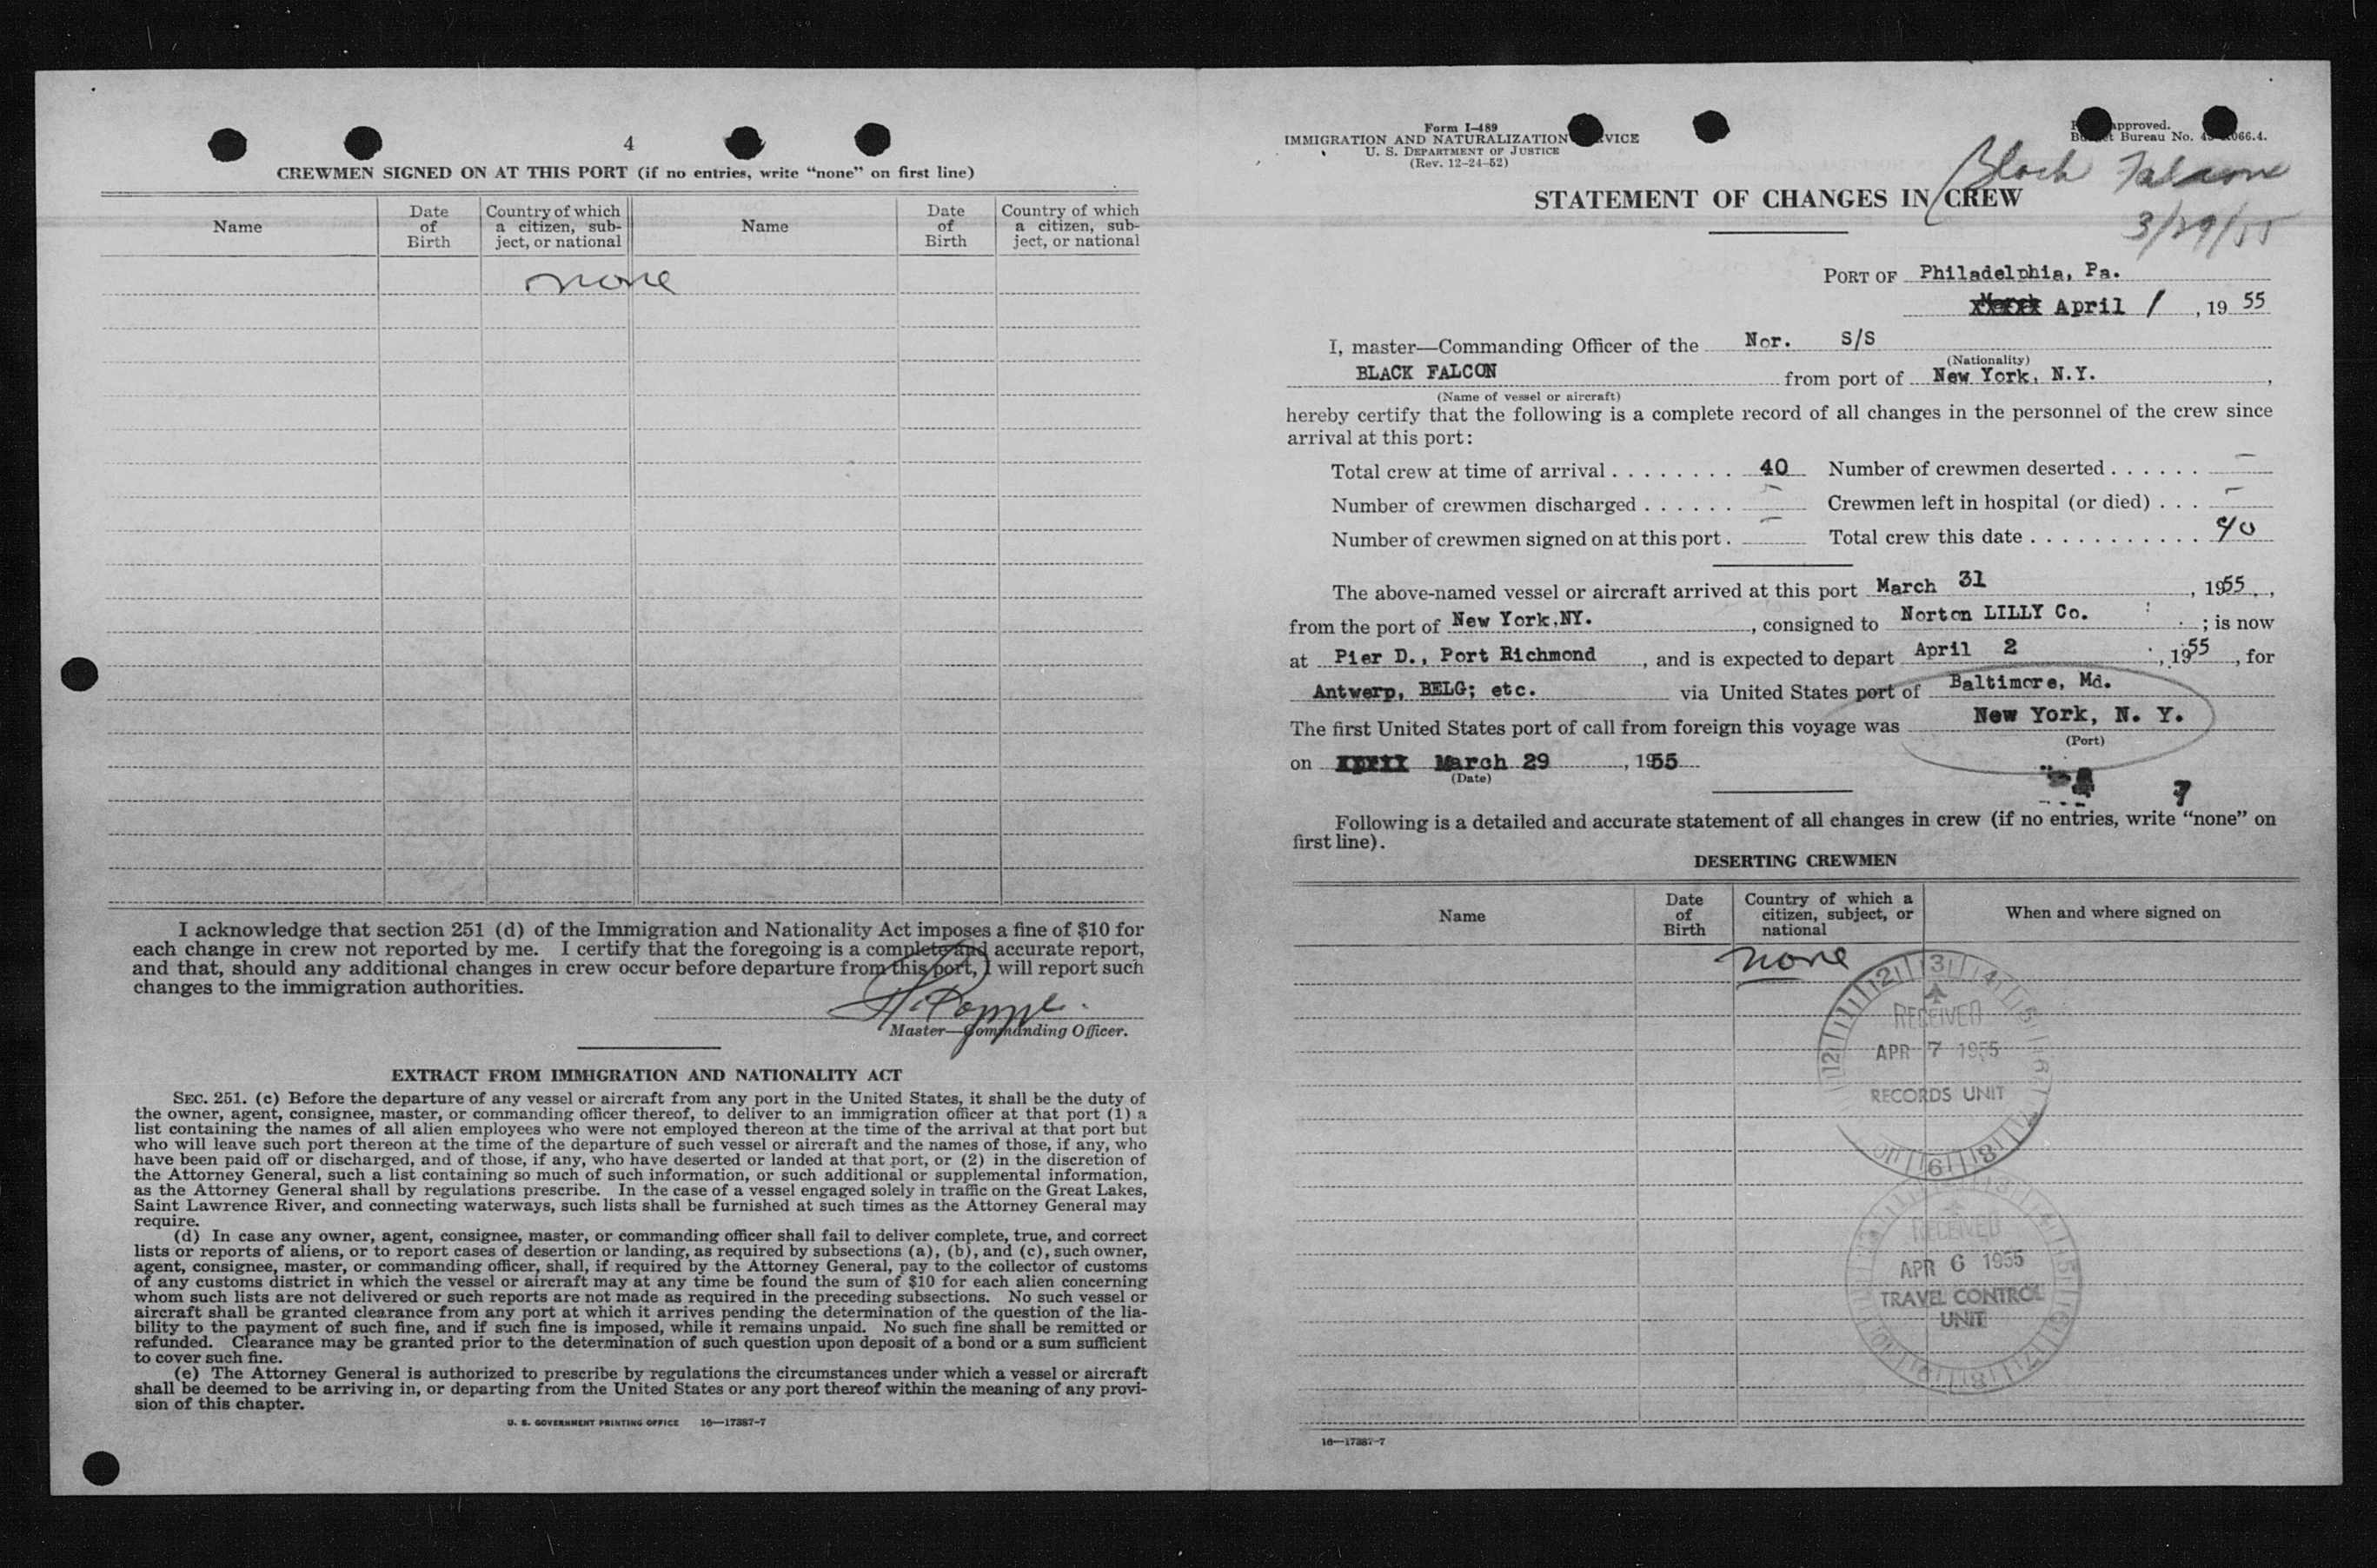 4
CREWMEN SIGNED ON AT THIS PORT (if no entries, write “none” on first line)
Name
Date of Birth
Country of which a citizen, subject, or national
Name
Date of Birth
Country of which a citizen, subject, or national
none
I acknowledge that section 251 (d) of the Immigration and Nationality Act imposes a fine of $10 for
each change in crew not reported by me. I certify that the foregoing is a complete and accurate report,
and that, should any additional changes in crew occur before departure from this port, I will report such
changes to the immigration authorities.
Master—Commanding Officer.
EXTRACT FROM IMMIGRATION AND NATIONALITY ACT
SEC. 251. (c) Before the departure of any vessel or aircraft from any port in the United States, it shall be the duty of
the owner, agent, consignee, master, or commanding officer thereof, to deliver to an immigration officer at that port (1) a
list containing the names of all alien employees who were not employed thereon at the time of the arrival at that port but
who will leave such port thereon at the time of the departure of such vessel or aircraft and the names of those, if any, who
have been paid off or discharged, and of those, if any, who have deserted or landed at that port, or (2) in the discretion of
the Attorney General, such a list containing so much of such information, or such additional or supplemental information,
as the Attorney General shall by regulations prescribe. In the case of a vessel engaged solely in traffic on the Great Lakes,
Saint Lawrence River, and connecting waterways, such lists shall be furnished at such times as the Attorney General may
require.
(d) In case any owner, agent, consignee, master, or commanding officer shall fail to deliver complete, true, and correct
lists or reports of aliens, or to report cases of desertion or landing, as required by subsections (a), (b), and (c), such owner,
agent, consignee, master, or commanding officer, shall, if required by the Attorney General, pay to the collector of customs
of any customs district in which the vessel or aircraft may at any time be found the sum of $10 for each alien concerning
whom such lists are not delivered or such reports are not made as required in the preceding subsections. No such vessel or
aircraft shall be granted clearance from any port at which it arrives pending the determination of the question of the lia-
bility to the payment of such fine, and if such fine is imposed, while it remains unpaid. No such fine shall be remitted or
refunded. Clearance may be granted prior to the determination of such question upon deposit of a bond or a sum sufficient
to cover such fine.
(e) The Attorney General is authorized to prescribe by regulations the circumstances under which a vessel or aircraft
shall be deemed to be arriving in, or departing from the United States or any port thereof within the meaning of any provi-
sion of this chapter.
U. S. GOVERNMENT PRINTING OFFICE 16—17387-7
Form I-489
IMMIGRATION AND NATURALIZATION VICE
U. S. DEPARTMENT OF JUSTICE
(Rev. 12-24-52)
approved.
Bureau No. 066.4.
Black Falcon
3/29/55
STATEMENT OF CHANGES IN CREW
PORT OF Philadelphia, Pa.
April 1, 19 55
I, master—Commanding Officer of the Nor. S/S
(Nationality)
BLACK FALCON from port of New York, N.Y.,
(Name of vessel or aircraft)
hereby certify that the following is a complete record of all changes in the personnel of the crew since
arrival at this port:
Total crew at time of arrival 40 Number of crewmen deserted —
Number of crewmen discharged — Crewmen left in hospital (or died) —
Number of crewmen signed on at this port — Total crew this date 40
The above-named vessel or aircraft arrived at this port March 31, 1955,
from the port of New York,NY., consigned to Norton LILLY Co.; is now
at Pier D., Port Richmond, and is expected to depart April 2, 1955, for
Antwerp, BELG; etc. via United States port of Baltimore, Md.
The first United States port of call from foreign this voyage was New York, N. Y.
(Port)
on March 29, 1955
(Date)
7
Following is a detailed and accurate statement of all changes in crew (if no entries, write “none” on
first line).
DESERTING CREWMEN
Name
Date of Birth
Country of which a citizen, subject, or national
When and where signed on
none
RECEIVED
APR 7 1955
RECORDS UNIT
RECEIVED
APR 6 1955
TRAVEL CONTROL
UNIT
16—17387-7